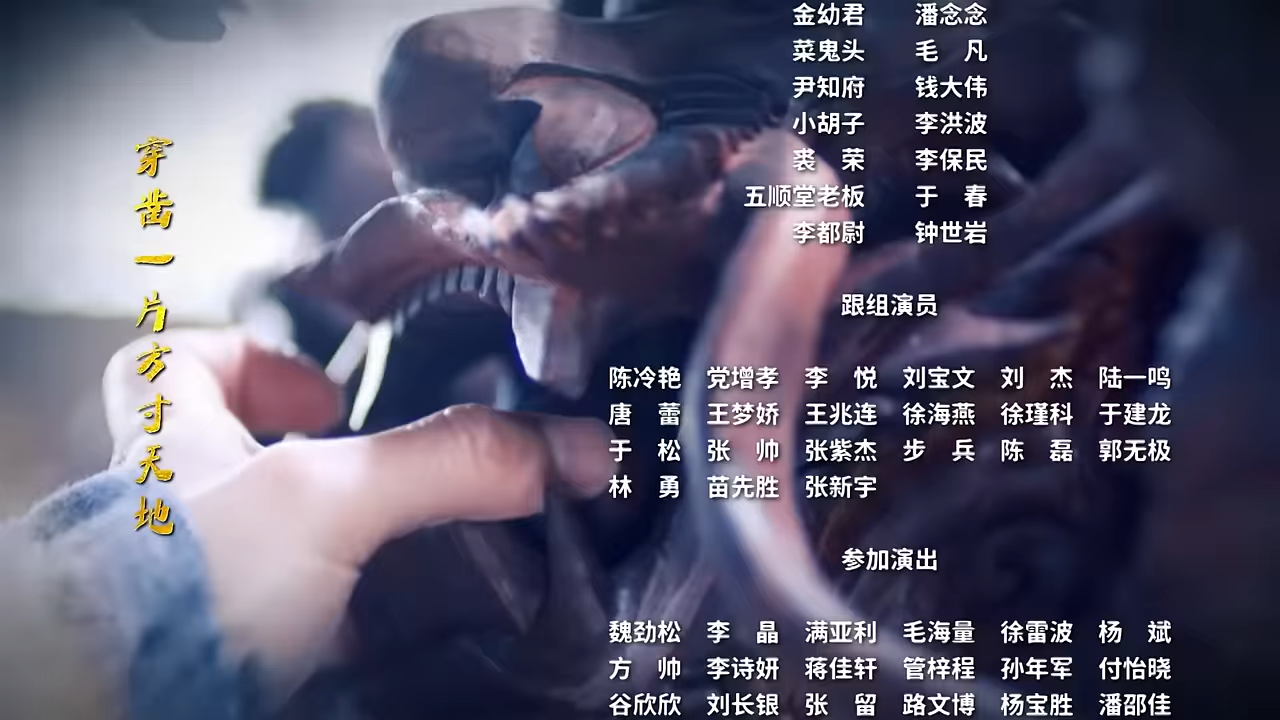 穿凿一片方寸天地
金幼君 潘念念
菜鬼头 毛 凡
尹知府 钱大伟
小胡子 李洪波
裘 荣 李保民
五顺堂老板 于 春
李都尉 钟世岩
跟组演员
陈冷艳 党增孝 李 悦 刘宝文 刘 杰 陆一鸣
唐 蕾 王梦娇 王兆连 徐海燕 徐瑾科 于建龙
于 松 张 帅 张紫杰 步 兵 陈 磊 郭无极
林 勇 苗先胜 张新宇
参加演出
魏劲松 李 晶 满亚利 毛海量 徐雷波 杨 斌
方 帅 李诗妍 蒋佳轩 管梓程 孙年军 付怡晓
谷欣欣 刘长银 张 留 路文博 杨宝胜 潘邵佳